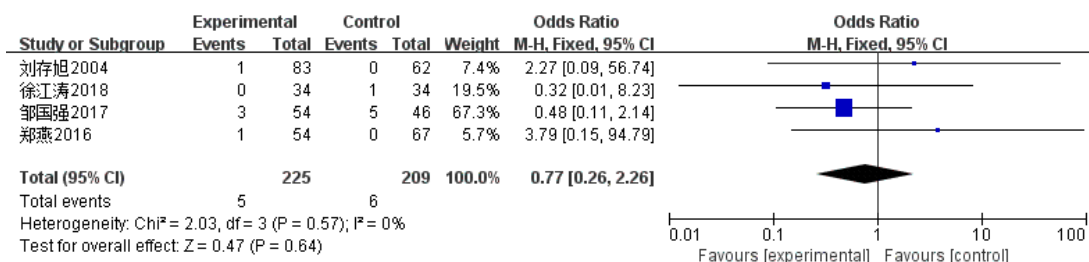 Experimental Control Odds Ratio Odds Ratio
Study or Subgroup Events Total Events Total Weight M-H, Fixed, 95% CI M-H, Fixed, 95% CI
刘存旭2004 1 83 0 62 7.4% 2.27 [0.09, 56.74]
徐江涛2018 0 34 1 34 19.5% 0.32 [0.01, 8.23]
邹国强2017 3 54 5 46 67.3% 0.48 [0.11, 2.14]
郑燕2016 1 54 0 67 5.7% 3.79 [0.15, 94.79]
Total (95% CI) 225 209 100.0% 0.77 [0.26, 2.26]
Total events 5 6
Heterogeneity: Chi² = 2.03, df = 3 (P = 0.57); I² = 0%
Test for overall effect: Z = 0.47 (P = 0.64)
0.01 0.1 1 10 100
Favours [experimental] Favours [control]